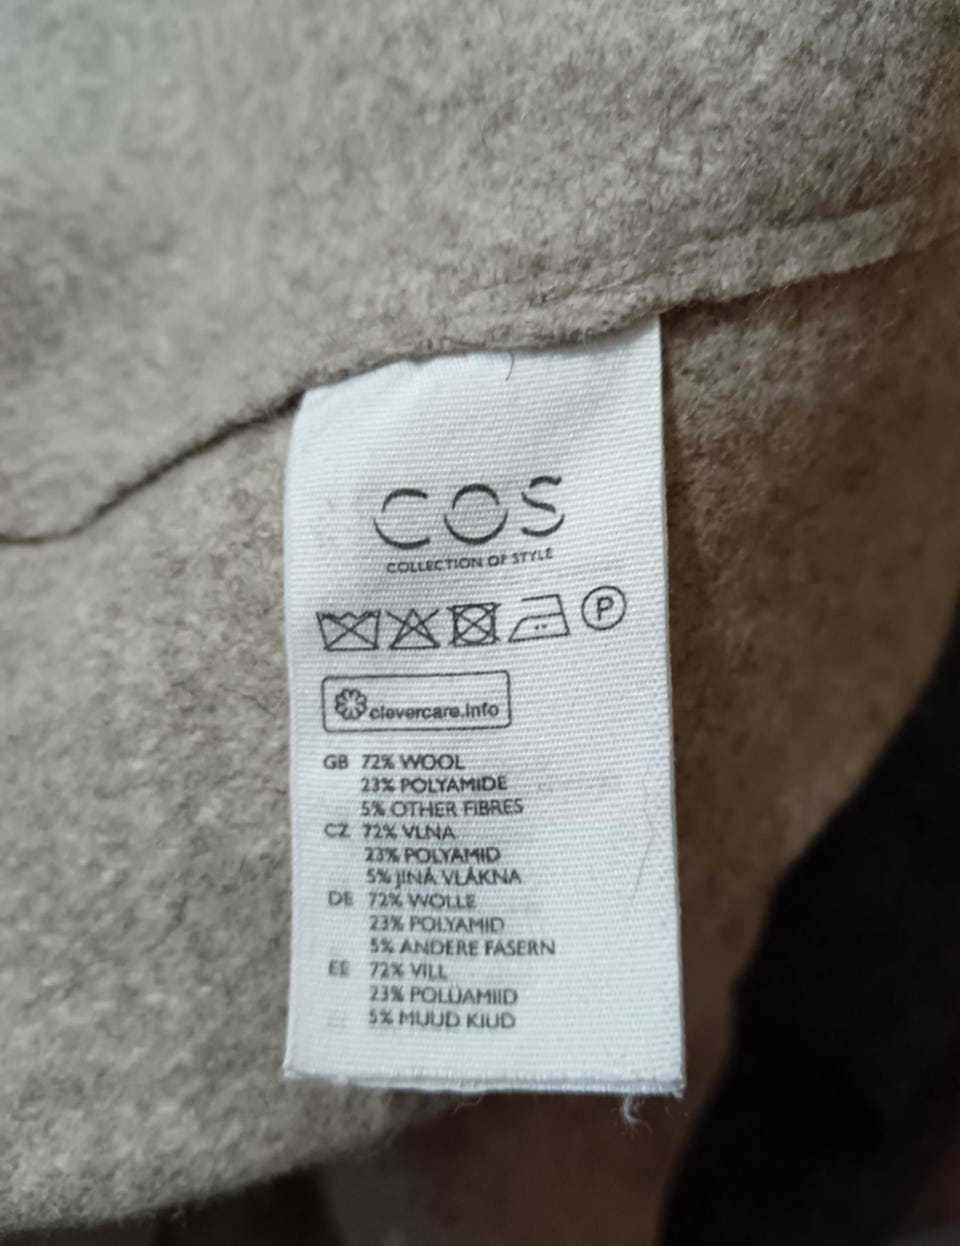 COS
COLLECTION OF STYLE
P
clevercare.info
GB 72% WOOL
23% POLYAMIDE
5% OTHER FIBRES
CZ 72% VLNA
23% POLYAMID
5% JINÁ VLÁKNA
DE 72% WOLLE
23% POLYAMID
5% ANDERE FASERN
EE 72% VILL
23% POLÜAMIID
5% MUUD KIUD